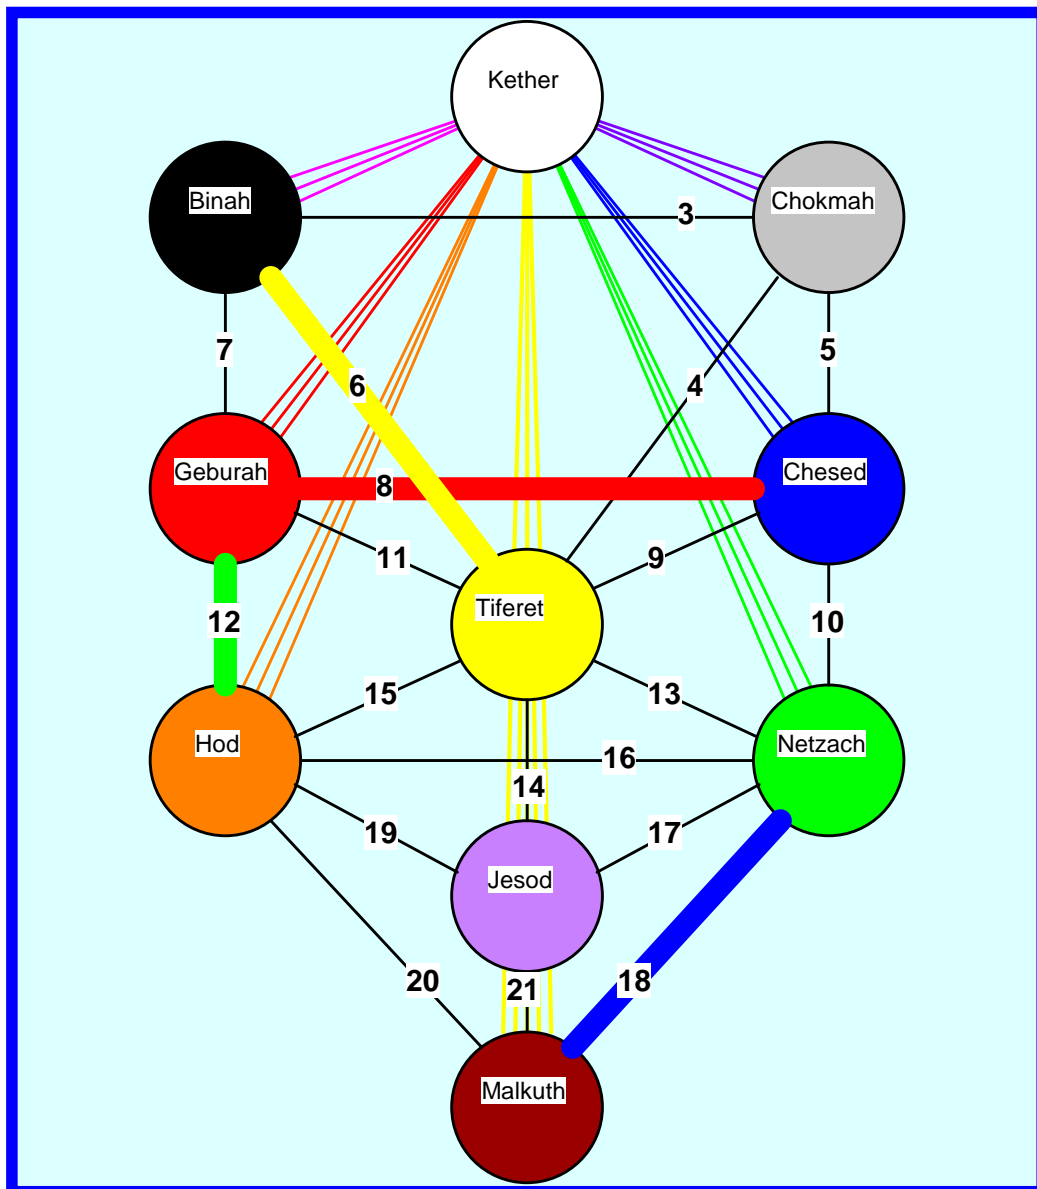 Kether
Binah
Chokmah
3
7
5
6
4
Geburah
Chesed
8
11
9
Tiferet
12
10
15
13
Hod
Netzach
16
14
19
17
Jesod
20
21
18
Malkuth